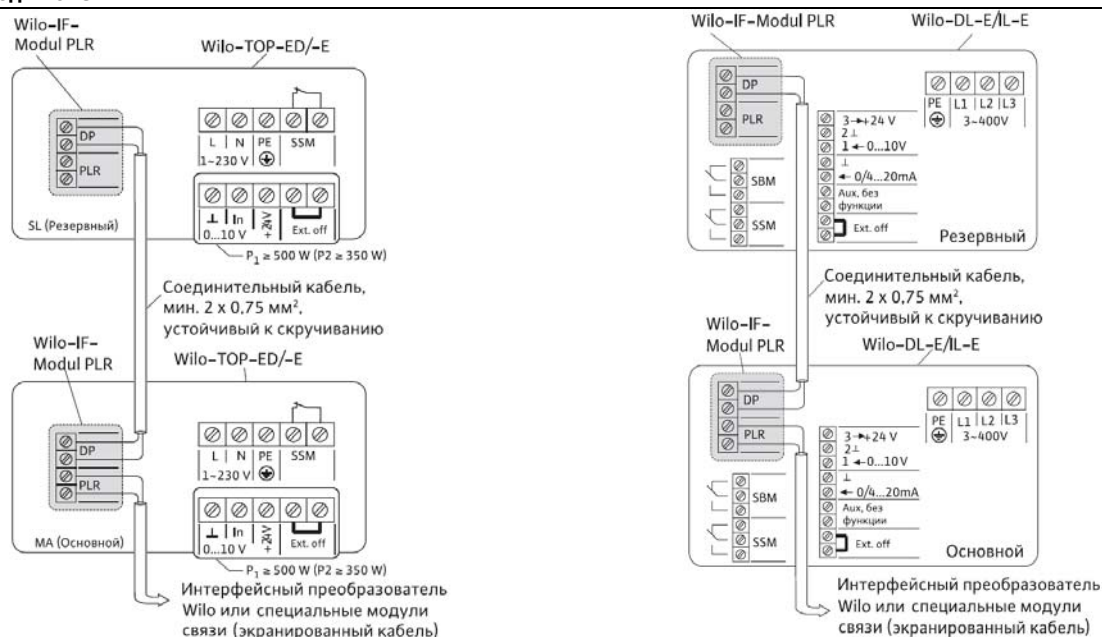 Wilo-IF-
Modul PLR
Wilo-TOP-ED/-E
DP
PLR
L N PE SSM
1~230 V
⊥ In +24V Ext. off
0...10 V
SL (Резервный)
P1 ≥ 500 W (P2 ≥ 350 W)
Соединительный кабель,
мин. 2 x 0,75 мм²,
устойчивый к скручиванию
Wilo-IF-
Modul PLR
Wilo-TOP-ED/-E
DP
PLR
L N PE SSM
1~230 V
⊥ In +24V Ext. off
0...10 V
MA (Основной)
P1 ≥ 500 W (P2 ≥ 350 W)
Интерфейсный преобразователь
Wilo или специальные модули
связи (экранированный кабель)
Wilo-IF-Modul PLR
Wilo-DL-E/IL-E
DP
PLR
PE L1 L2 L3
3~400V
3→+24 V
2⊥
1←0...10V
⊥
←0/4...20mA
Aux, без
функции
Ext. off
SBM
SSM
Резервный
Соединительный кабель,
мин. 2 x 0,75 мм²,
устойчивый к скручиванию
Wilo-IF-
Modul PLR
Wilo-DL-E/IL-E
DP
PLR
PE L1 L2 L3
3~400V
3→+24 V
2⊥
1←0...10V
⊥
←0/4...20mA
Aux, без
функции
Ext. off
SBM
SSM
Основной
Интерфейсный преобразователь
Wilo или специальные модули
связи (экранированный кабель)